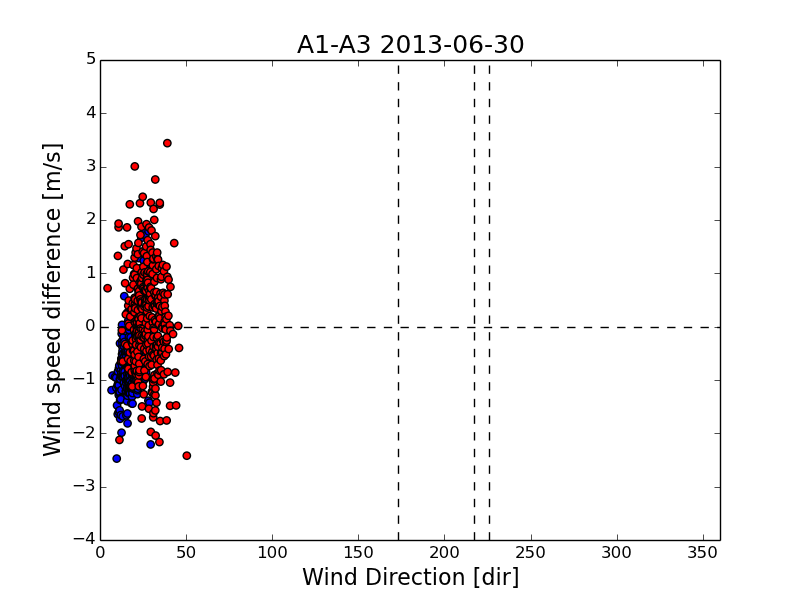 A1-A3 2013-06-30
Wind speed difference [m/s]
5
4
3
2
1
0
−1
−2
−3
−4
0 50 100 150 200 250 300 350
Wind Direction [dir]